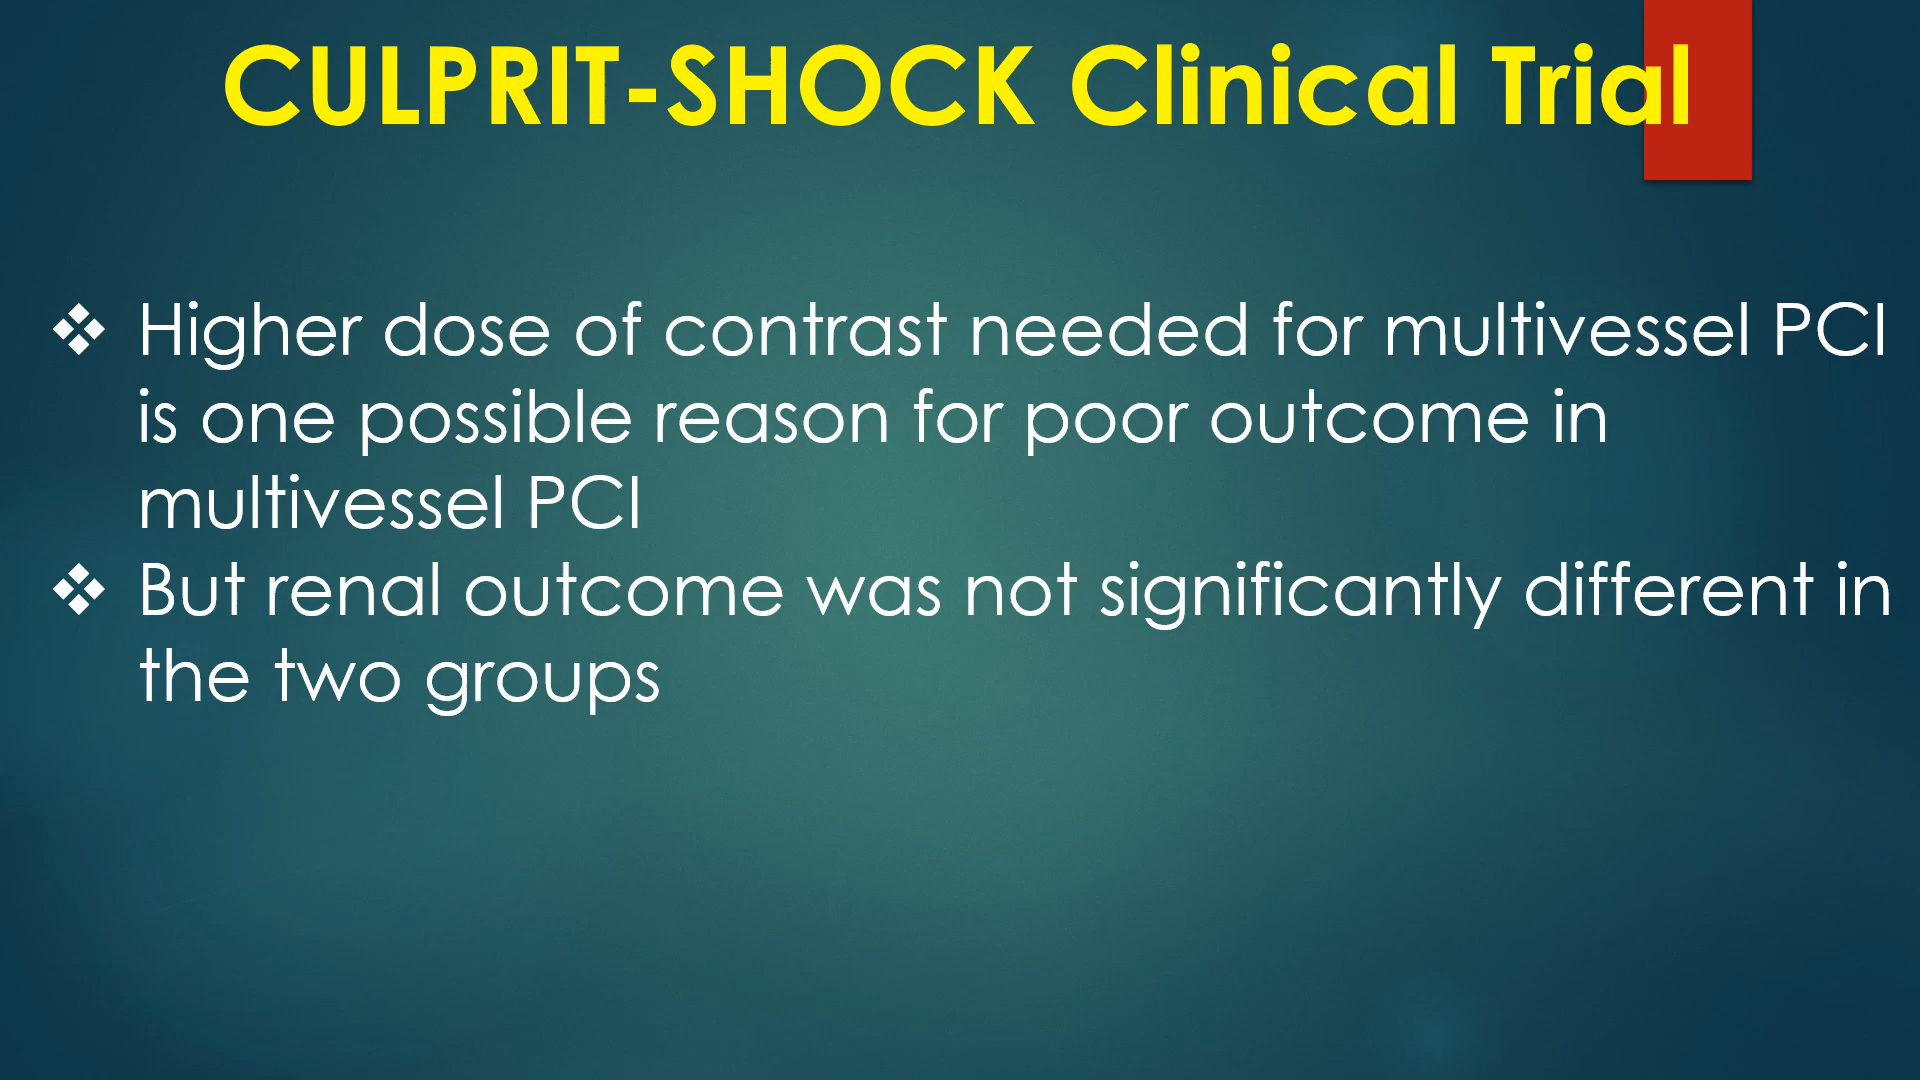 CULPRIT-SHOCK Clinical Trial
❖ Higher dose of contrast needed for multivessel PCI
is one possible reason for poor outcome in
multivessel PCI
❖ But renal outcome was not significantly different in
the two groups